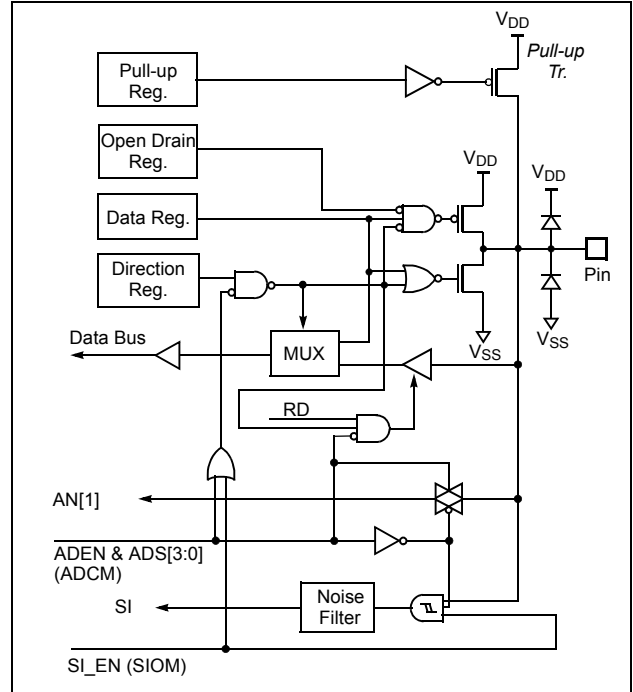 VDD
Pull-up
Tr.
Pull-up
Reg.
Open Drain
Reg.
VDD
VDD
Data Reg.
Direction
Reg.
Pin
Data Bus
MUX
VSS
VSS
RD
AN[1]
ADEN & ADS[3:0]
(ADCM)
SI
Noise
Filter
SI_EN (SIOM)